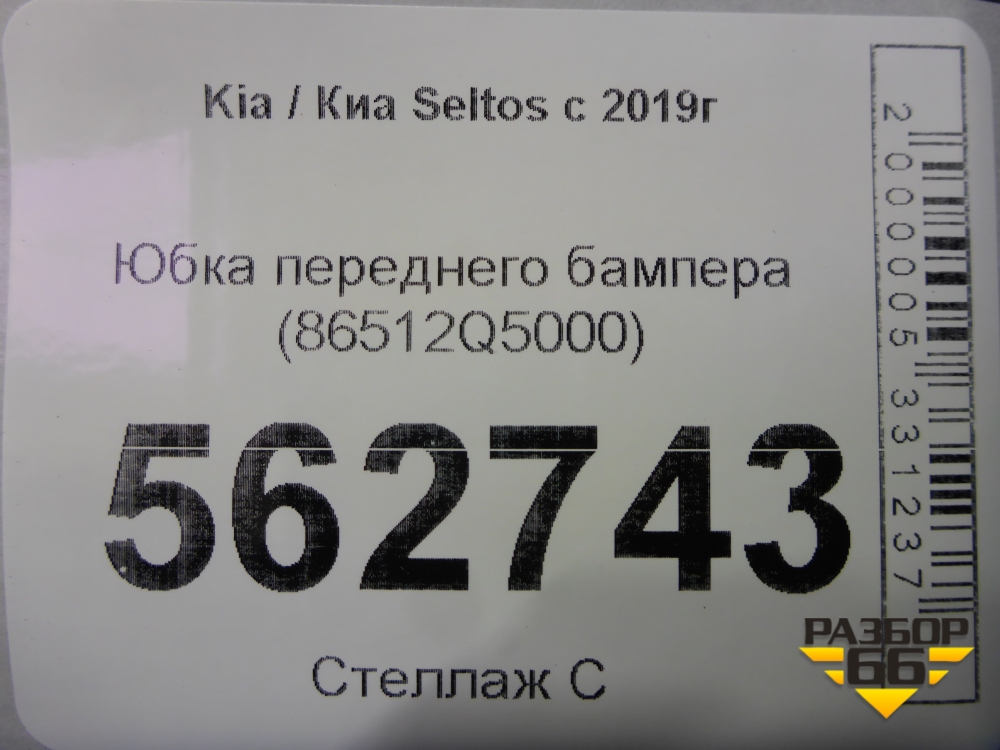 Kia / Киа Seltos с 2019г
Юбка переднего бампера
(86512Q5000)
562743
Стеллаж С
2000005331237
РАЗБОР
66